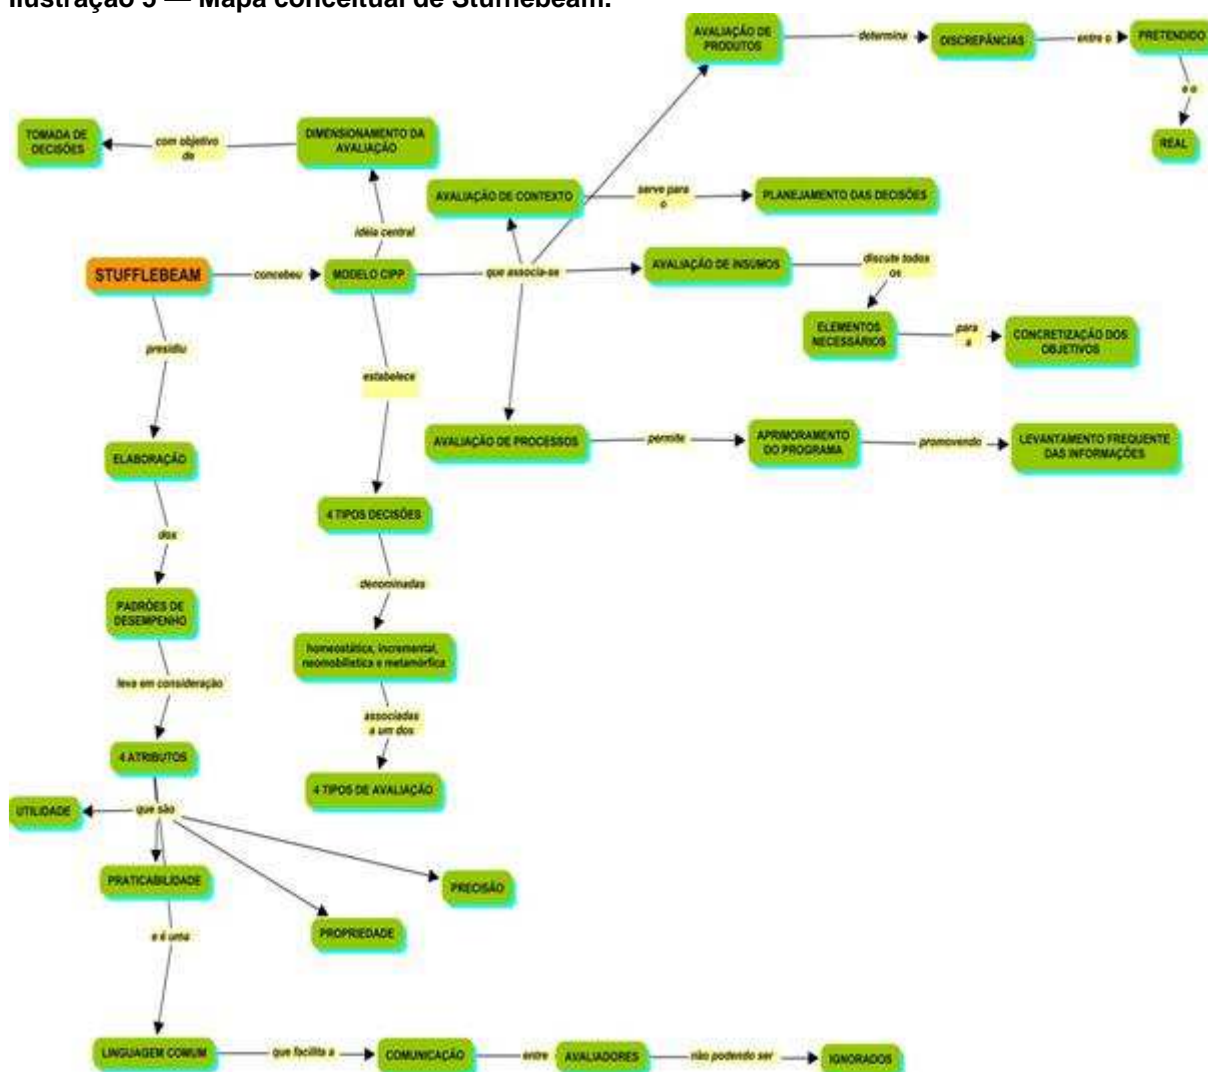 Ilustração 5 — Mapa conceitual de Stufflebeam.
AVALIAÇÃO DE
PRODUTOS
determina
DISCREPÂNCIAS
entre o
PRETENDIDO
e o
REAL
TOMADA DE
DECISÕES
com objetivo
de
DIMENSIONAMENTO DA
AVALIAÇÃO
AVALIAÇÃO DE CONTEXTO
serve para
o
PLANEJAMENTO DAS DECISÕES
idéia central
STUFFLEBEAM
concebeu
MODELO CIPP
que associa-se
AVALIAÇÃO DE INSUMOS
discute todos
os
ELEMENTOS
NECESSÁRIOS
para
a
CONCRETIZAÇÃO DOS
OBJETIVOS
presidiu
estabelece
AVALIAÇÃO DE PROCESSOS
permite
APRIMORAMENTO
DO PROGRAMA
promovendo
LEVANTAMENTO FREQUENTE
DAS INFORMAÇÕES
ELABORAÇÃO
4 TIPOS DECISÕES
dos
denominadas
PADRÕES DE
DESEMPENHO
homeostática, incremental,
neomobilística e metamórfica
leva em consideração
associadas
a um dos
4 ATRIBUTOS
4 TIPOS DE AVALIAÇÃO
UTILIDADE
que são
PRATICABILIDADE
PRECISÃO
PROPRIEDADE
e é uma
LINGUAGEM COMUM
que facilita a
COMUNICAÇÃO
entre
AVALIADORES
não podendo ser
IGNORADOS